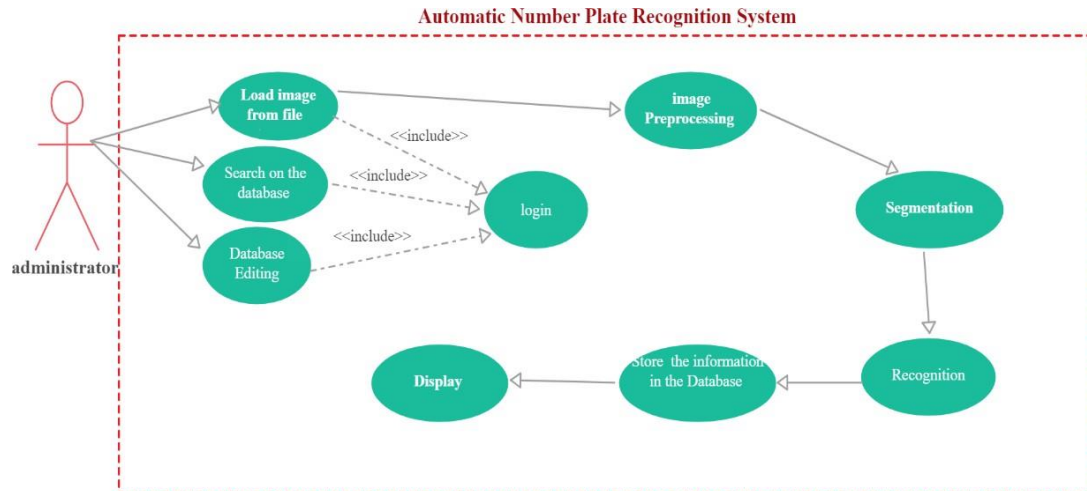 Automatic Number Plate Recognition System
Load image
from file
image
Preprocessing
<<include>>
Search on the
database
<<include>>
login
Segmentation
<<include>>
Database
Editing
administrator
Store the information
in the Database
Display
Recognition